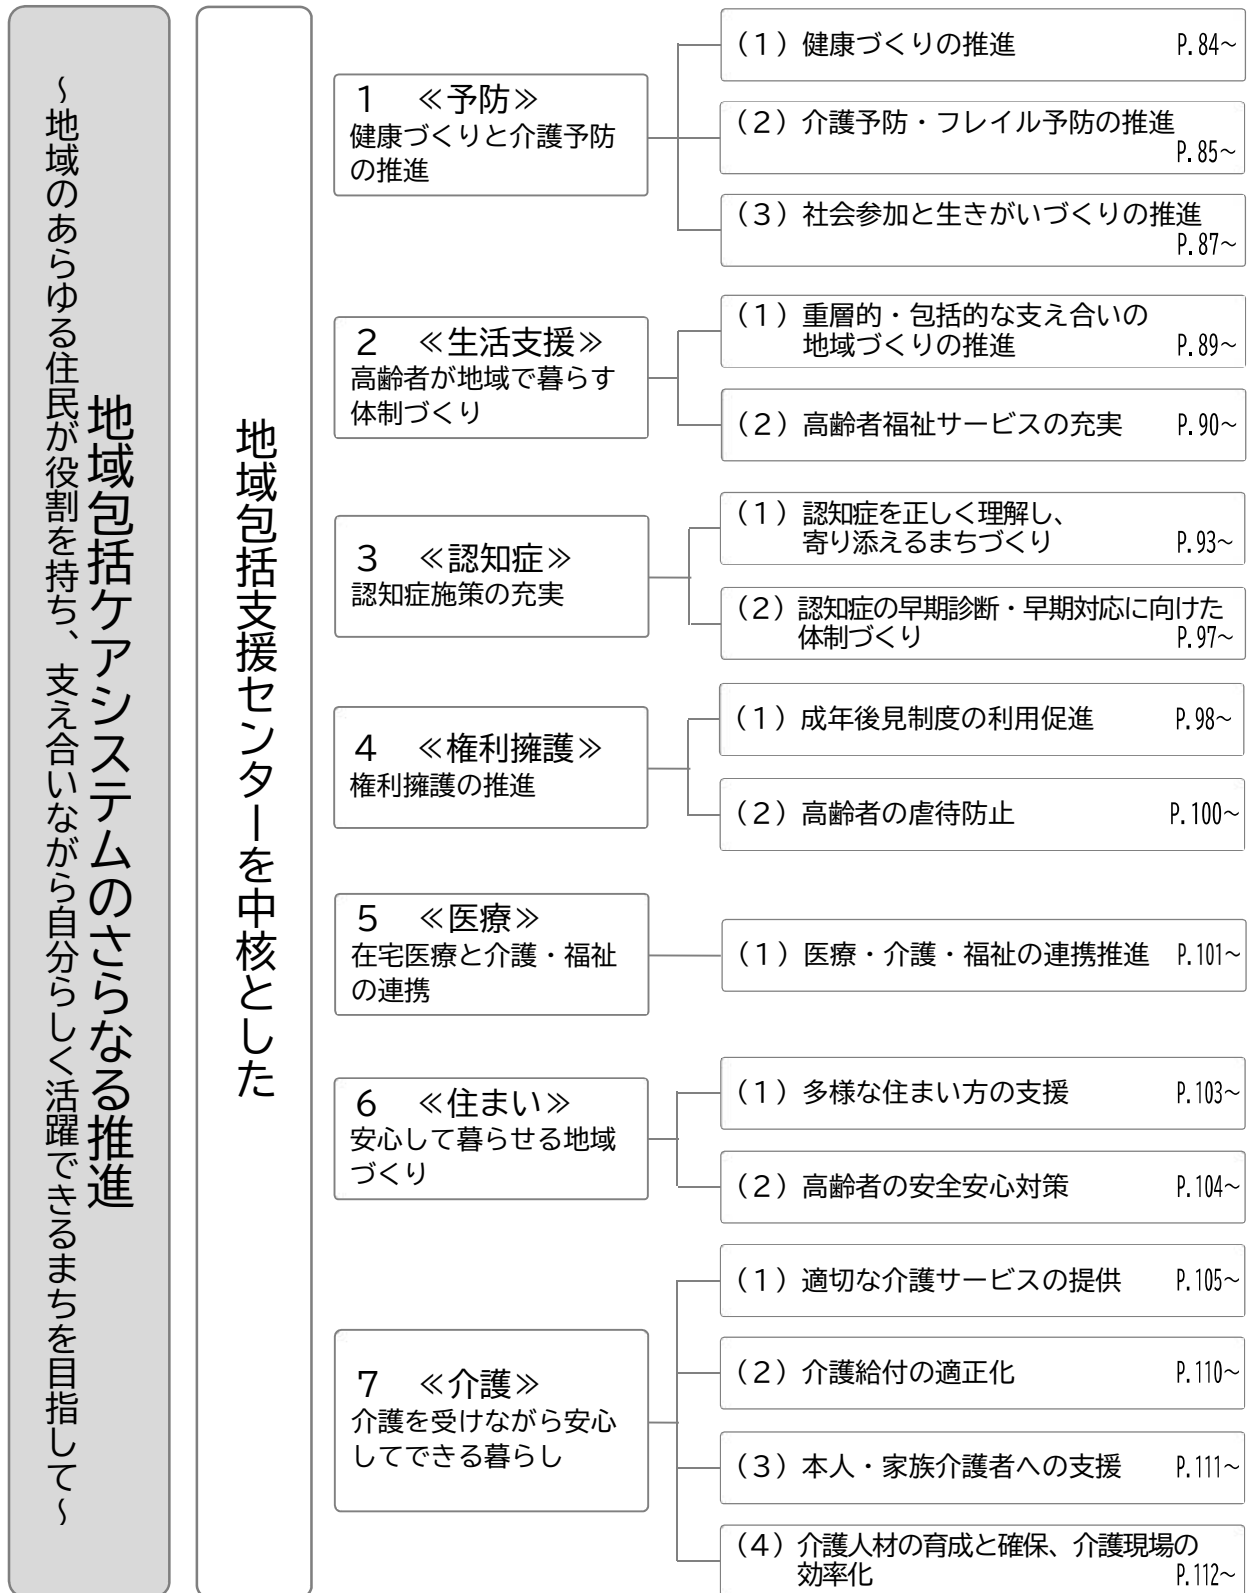 地域包括ケアシステムのさらなる推進
～地域のあらゆる住民が役割を持ち、支え合いながら自分らしく活躍できるまちを目指して～
地域包括支援センターを中核とした
1 ≪予防≫
健康づくりと介護予防
の推進
（1）健康づくりの推進 P.84～
（2）介護予防・フレイル予防の推進
P.85～
（3）社会参加と生きがいづくりの推進
P.87～
2 ≪生活支援≫
高齢者が地域で暮らす
体制づくり
（1）重層的・包括的な支え合いの
地域づくりの推進 P.89～
（2）高齢者福祉サービスの充実 P.90～
3 ≪認知症≫
認知症施策の充実
（1）認知症を正しく理解し、
寄り添えるまちづくり P.93～
（2）認知症の早期診断・早期対応に向けた
体制づくり P.97～
4 ≪権利擁護≫
権利擁護の推進
（1）成年後見制度の利用促進 P.98～
（2）高齢者の虐待防止 P.100～
5 ≪医療≫
在宅医療と介護・福祉
の連携
（1）医療・介護・福祉の連携推進 P.101～
6 ≪住まい≫
安心して暮らせる地域
づくり
（1）多様な住まい方の支援 P.103～
（2）高齢者の安全安心対策 P.104～
7 ≪介護≫
介護を受けながら安心
してできる暮らし
（1）適切な介護サービスの提供 P.105～
（2）介護給付の適正化 P.110～
（3）本人・家族介護者への支援 P.111～
（4）介護人材の育成と確保、介護現場の
効率化 P.112～